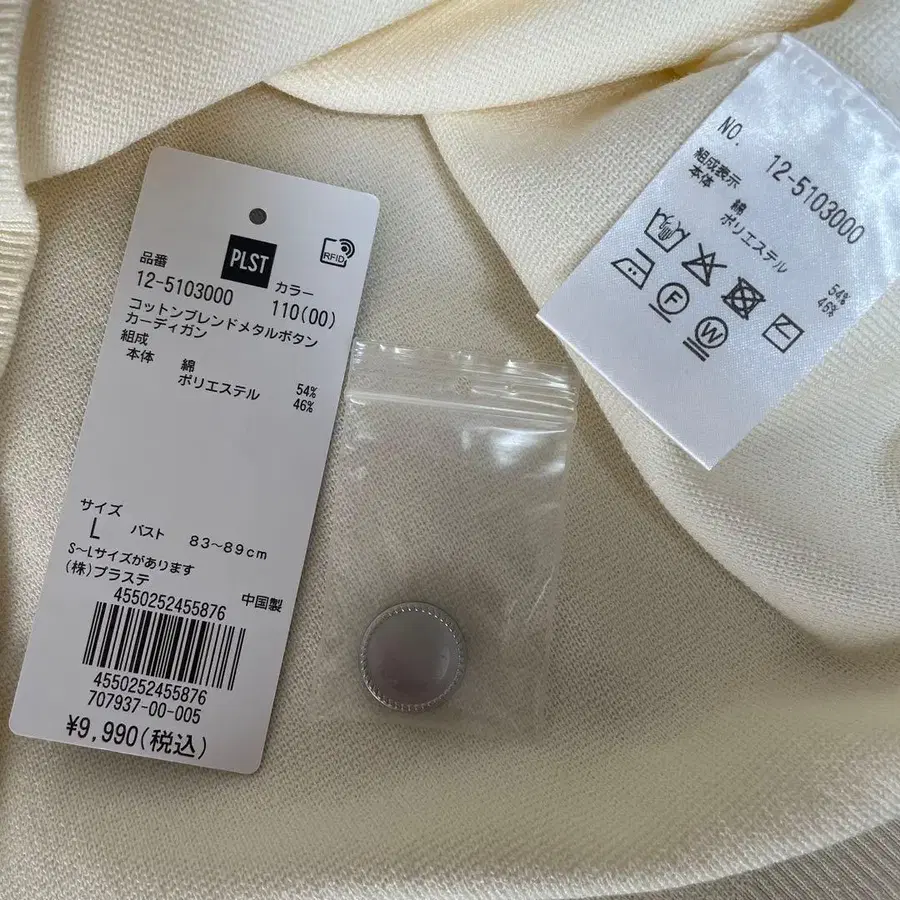 PLST
RFID
品番 カラー
12-5103000 110(00)
コットンブレンドメタルボタン
カーディガン
組成
本体 綿 54%
ポリエステル 46%
サイズ
L バスト 83〜89cm
S〜Lサイズがあります
(株)プラステ 中国製
4550252455876
4550252455876
707937-00-005
¥9,990(税込)
NO. 12-5103000
組成表示
本体 綿 54%
ポリエステル 46%
F
W